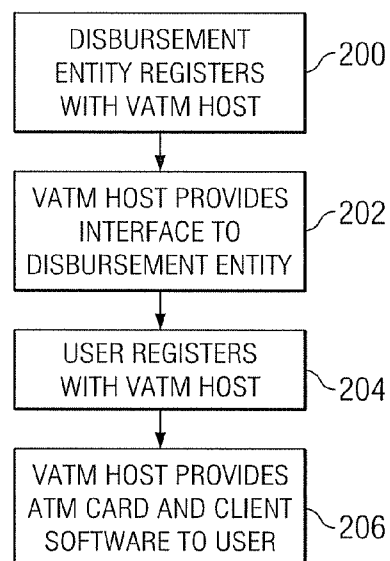 DISBURSEMENT
ENTITY REGISTERS
WITH VATM HOST
200
VATM HOST PROVIDES
INTERFACE TO
DISBURSEMENT ENTITY
202
USER REGISTERS
WITH VATM HOST
204
VATM HOST PROVIDES
ATM CARD AND CLIENT
SOFTWARE TO USER
206